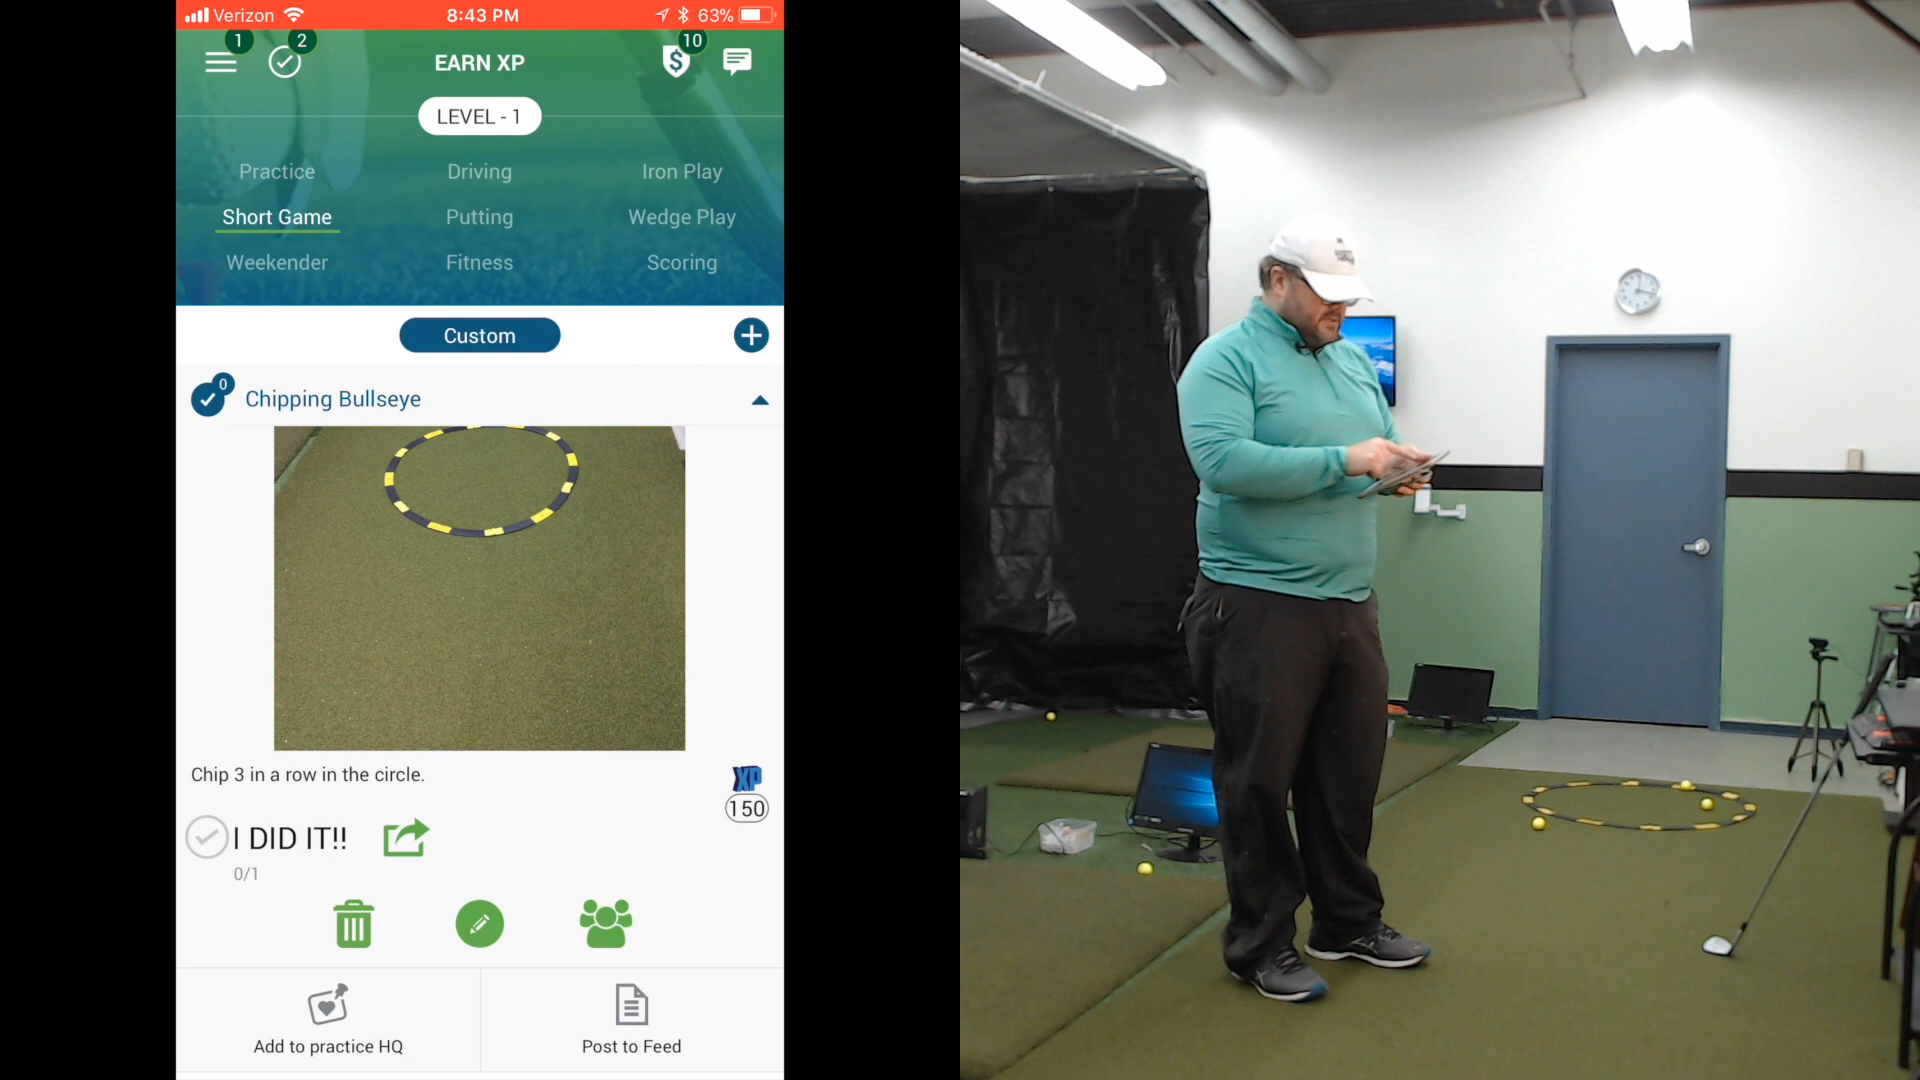 Verizon 8:43 PM 63%
1 2 EARN XP $ 10
LEVEL - 1
Practice Driving Iron Play
Short Game Putting Wedge Play
Weekender Fitness Scoring
Custom +
0 Chipping Bullseye
Chip 3 in a row in the circle.
XP
150
I DID IT!!
0/1
Add to practice HQ Post to Feed